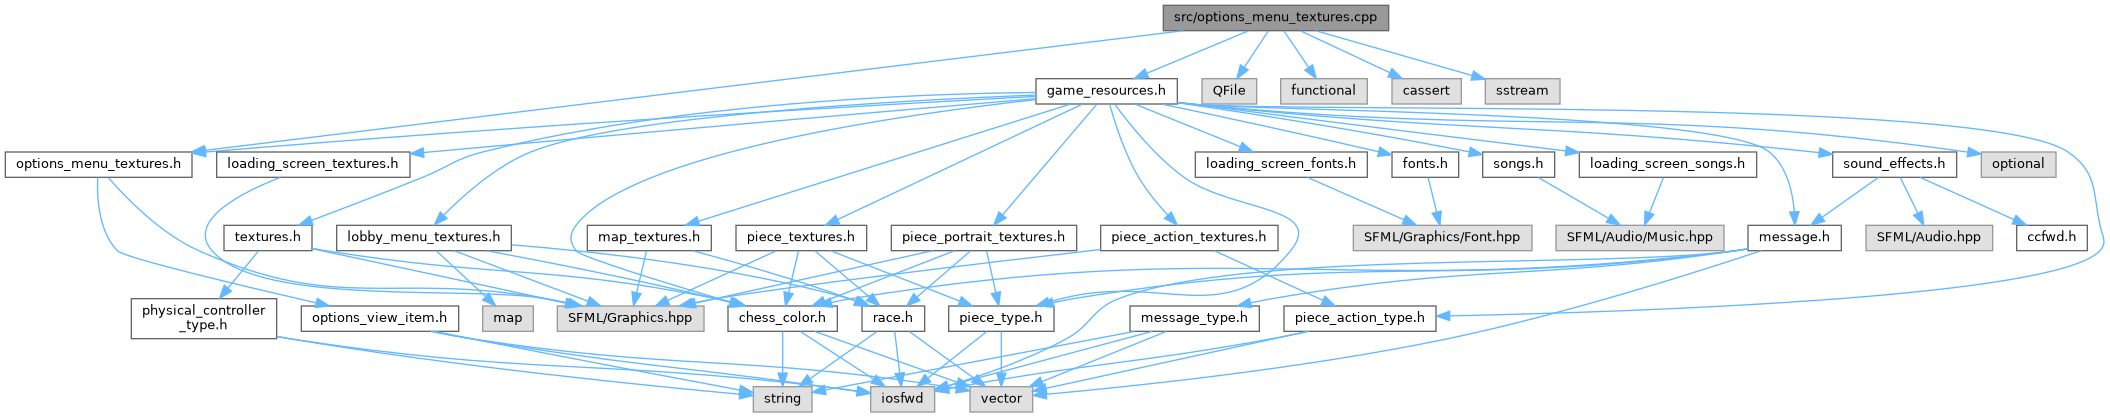 src/options_menu_textures.cpp
game_resources.h
QFile
functional
cassert
sstream
options_menu_textures.h
loading_screen_textures.h
loading_screen_fonts.h
fonts.h
songs.h
loading_screen_songs.h
sound_effects.h
optional
textures.h
lobby_menu_textures.h
map_textures.h
piece_textures.h
piece_portrait_textures.h
piece_action_textures.h
SFML/Graphics/Font.hpp
SFML/Audio/Music.hpp
message.h
SFML/Audio.hpp
ccfwd.h
physical_controller
_type.h
options_view_item.h
map
SFML/Graphics.hpp
chess_color.h
race.h
piece_type.h
message_type.h
piece_action_type.h
string
iosfwd
vector